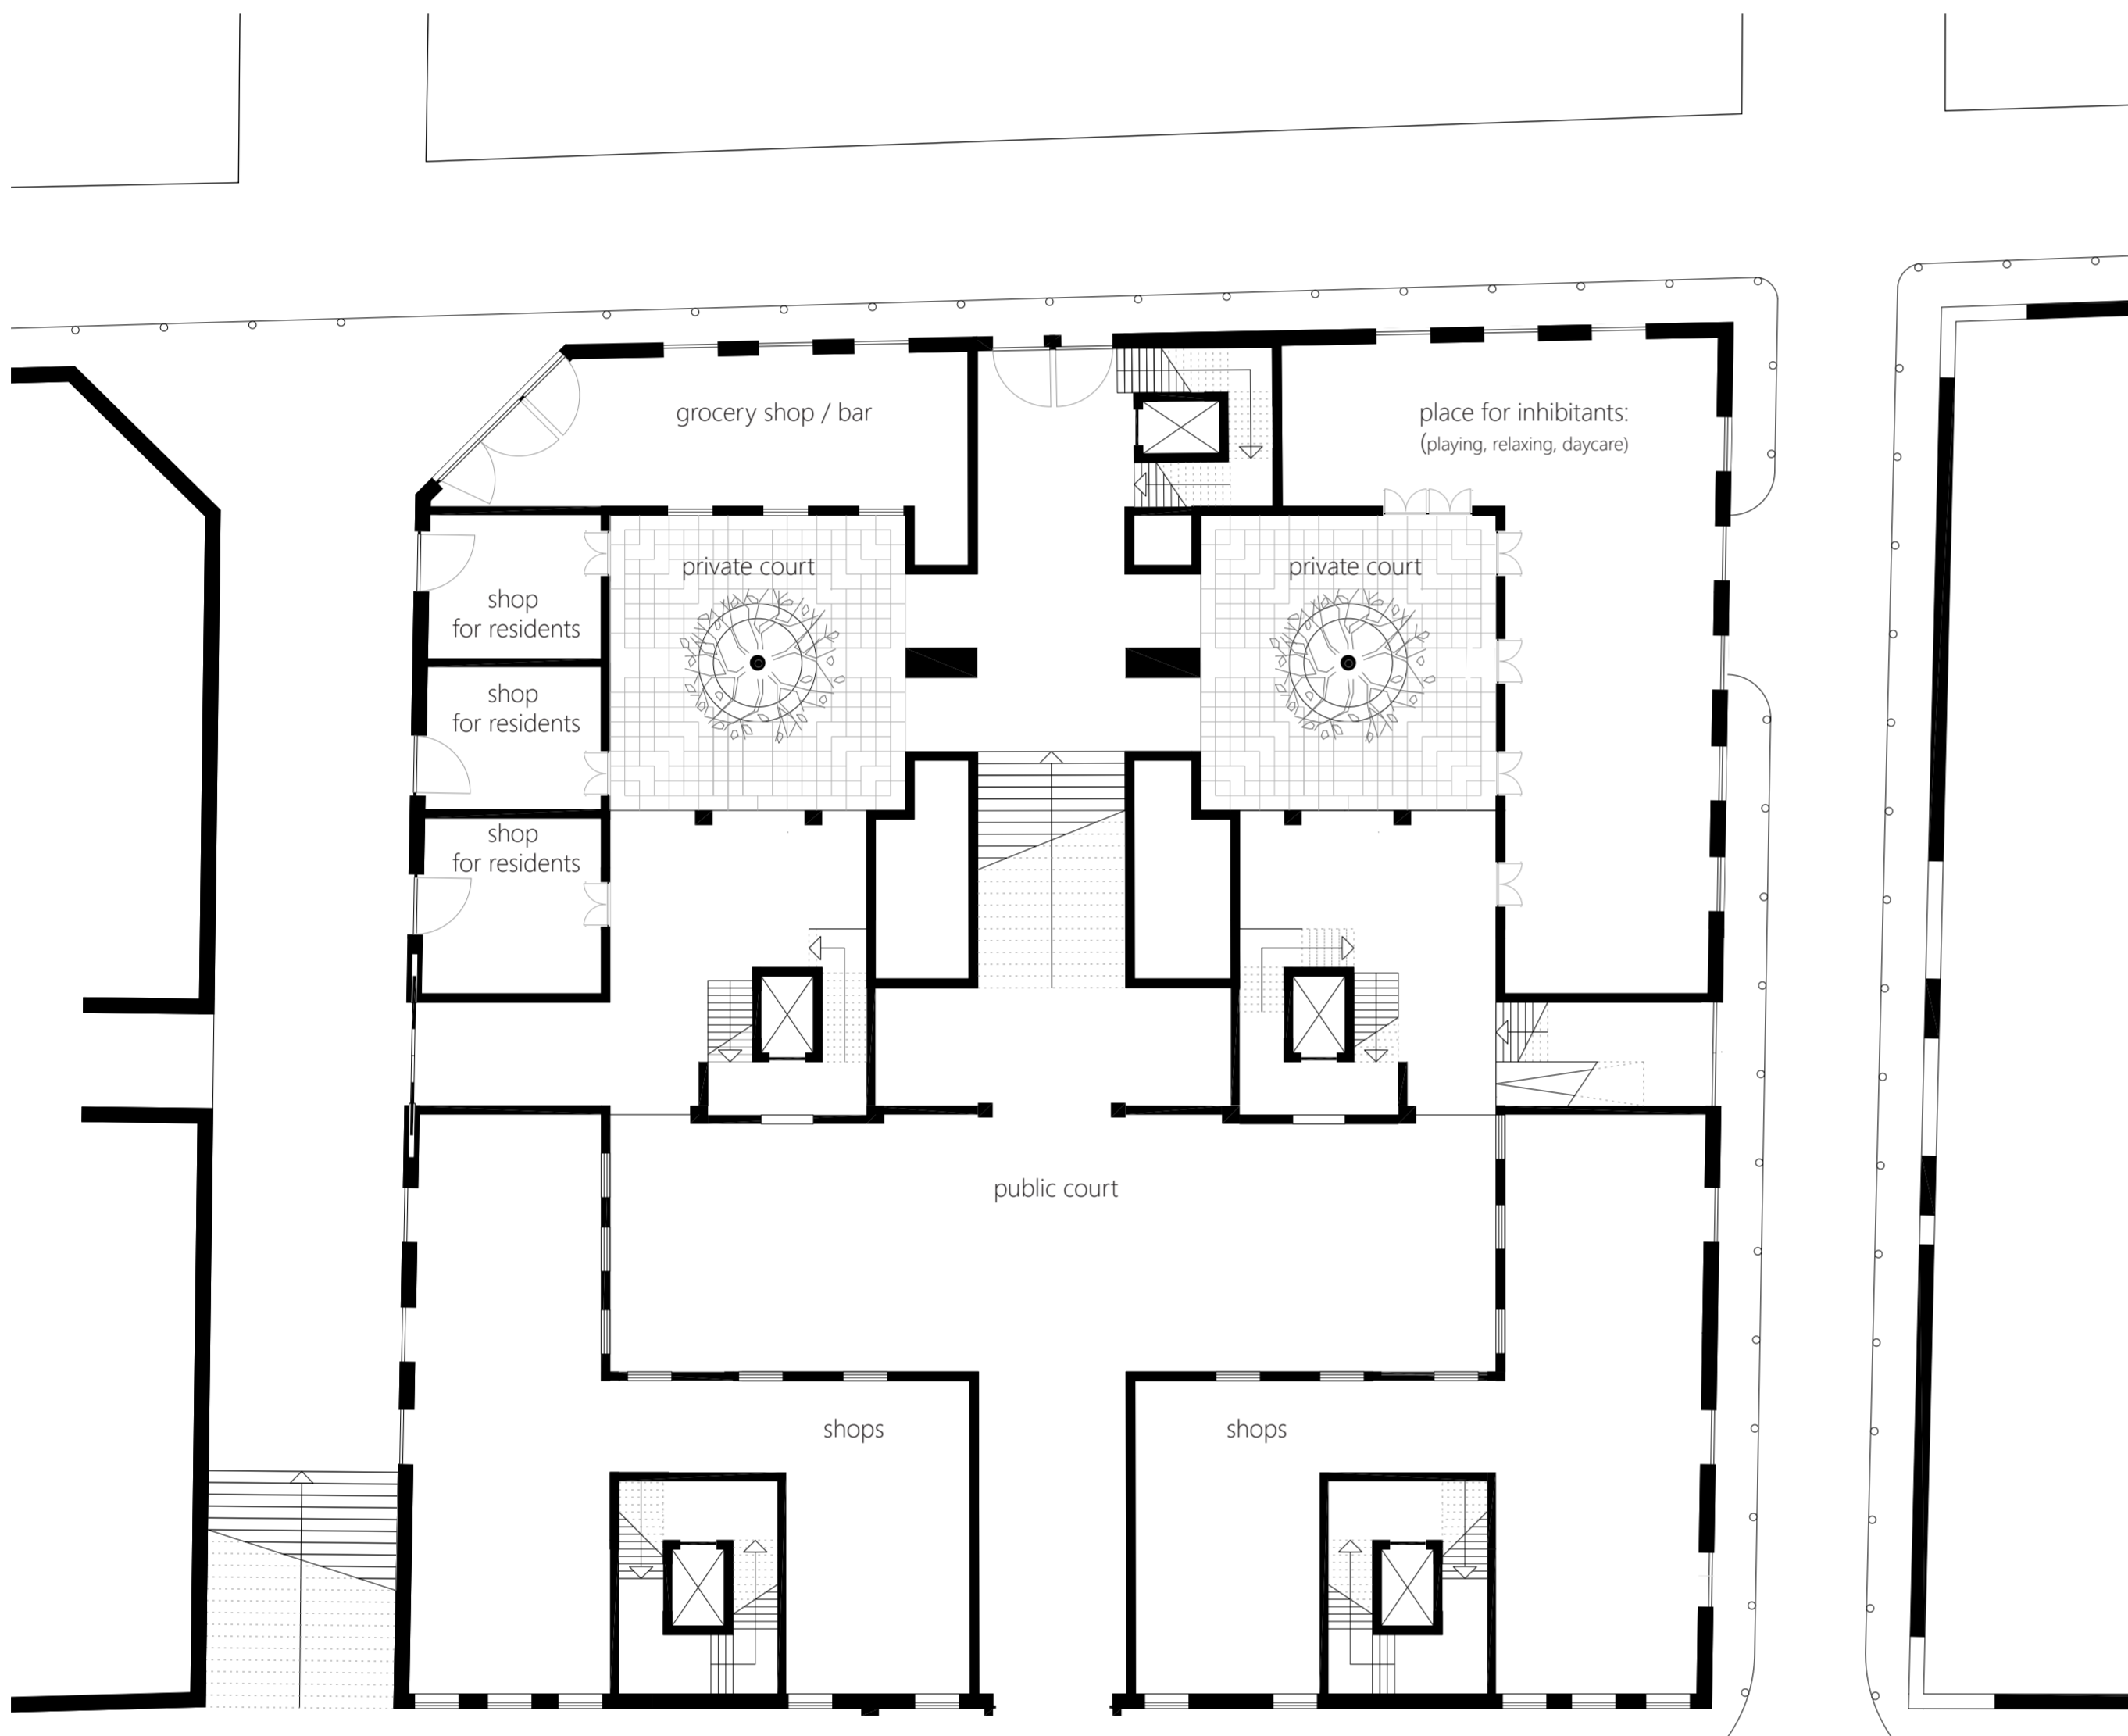 grocery shop / bar
place for inhibitants:
(playing, relaxing, daycare)
private court
private court
shop
for residents
shop
for residents
shop
for residents
public court
shops
shops